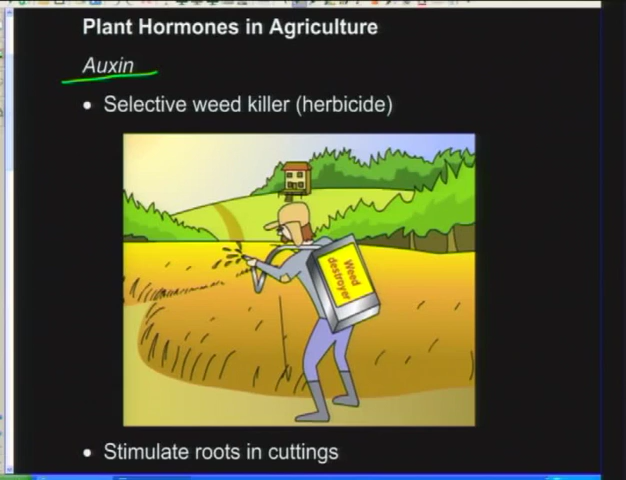 Plant Hormones in Agriculture
Auxin
• Selective weed killer (herbicide)
Weed
destroyer
• Stimulate roots in cuttings